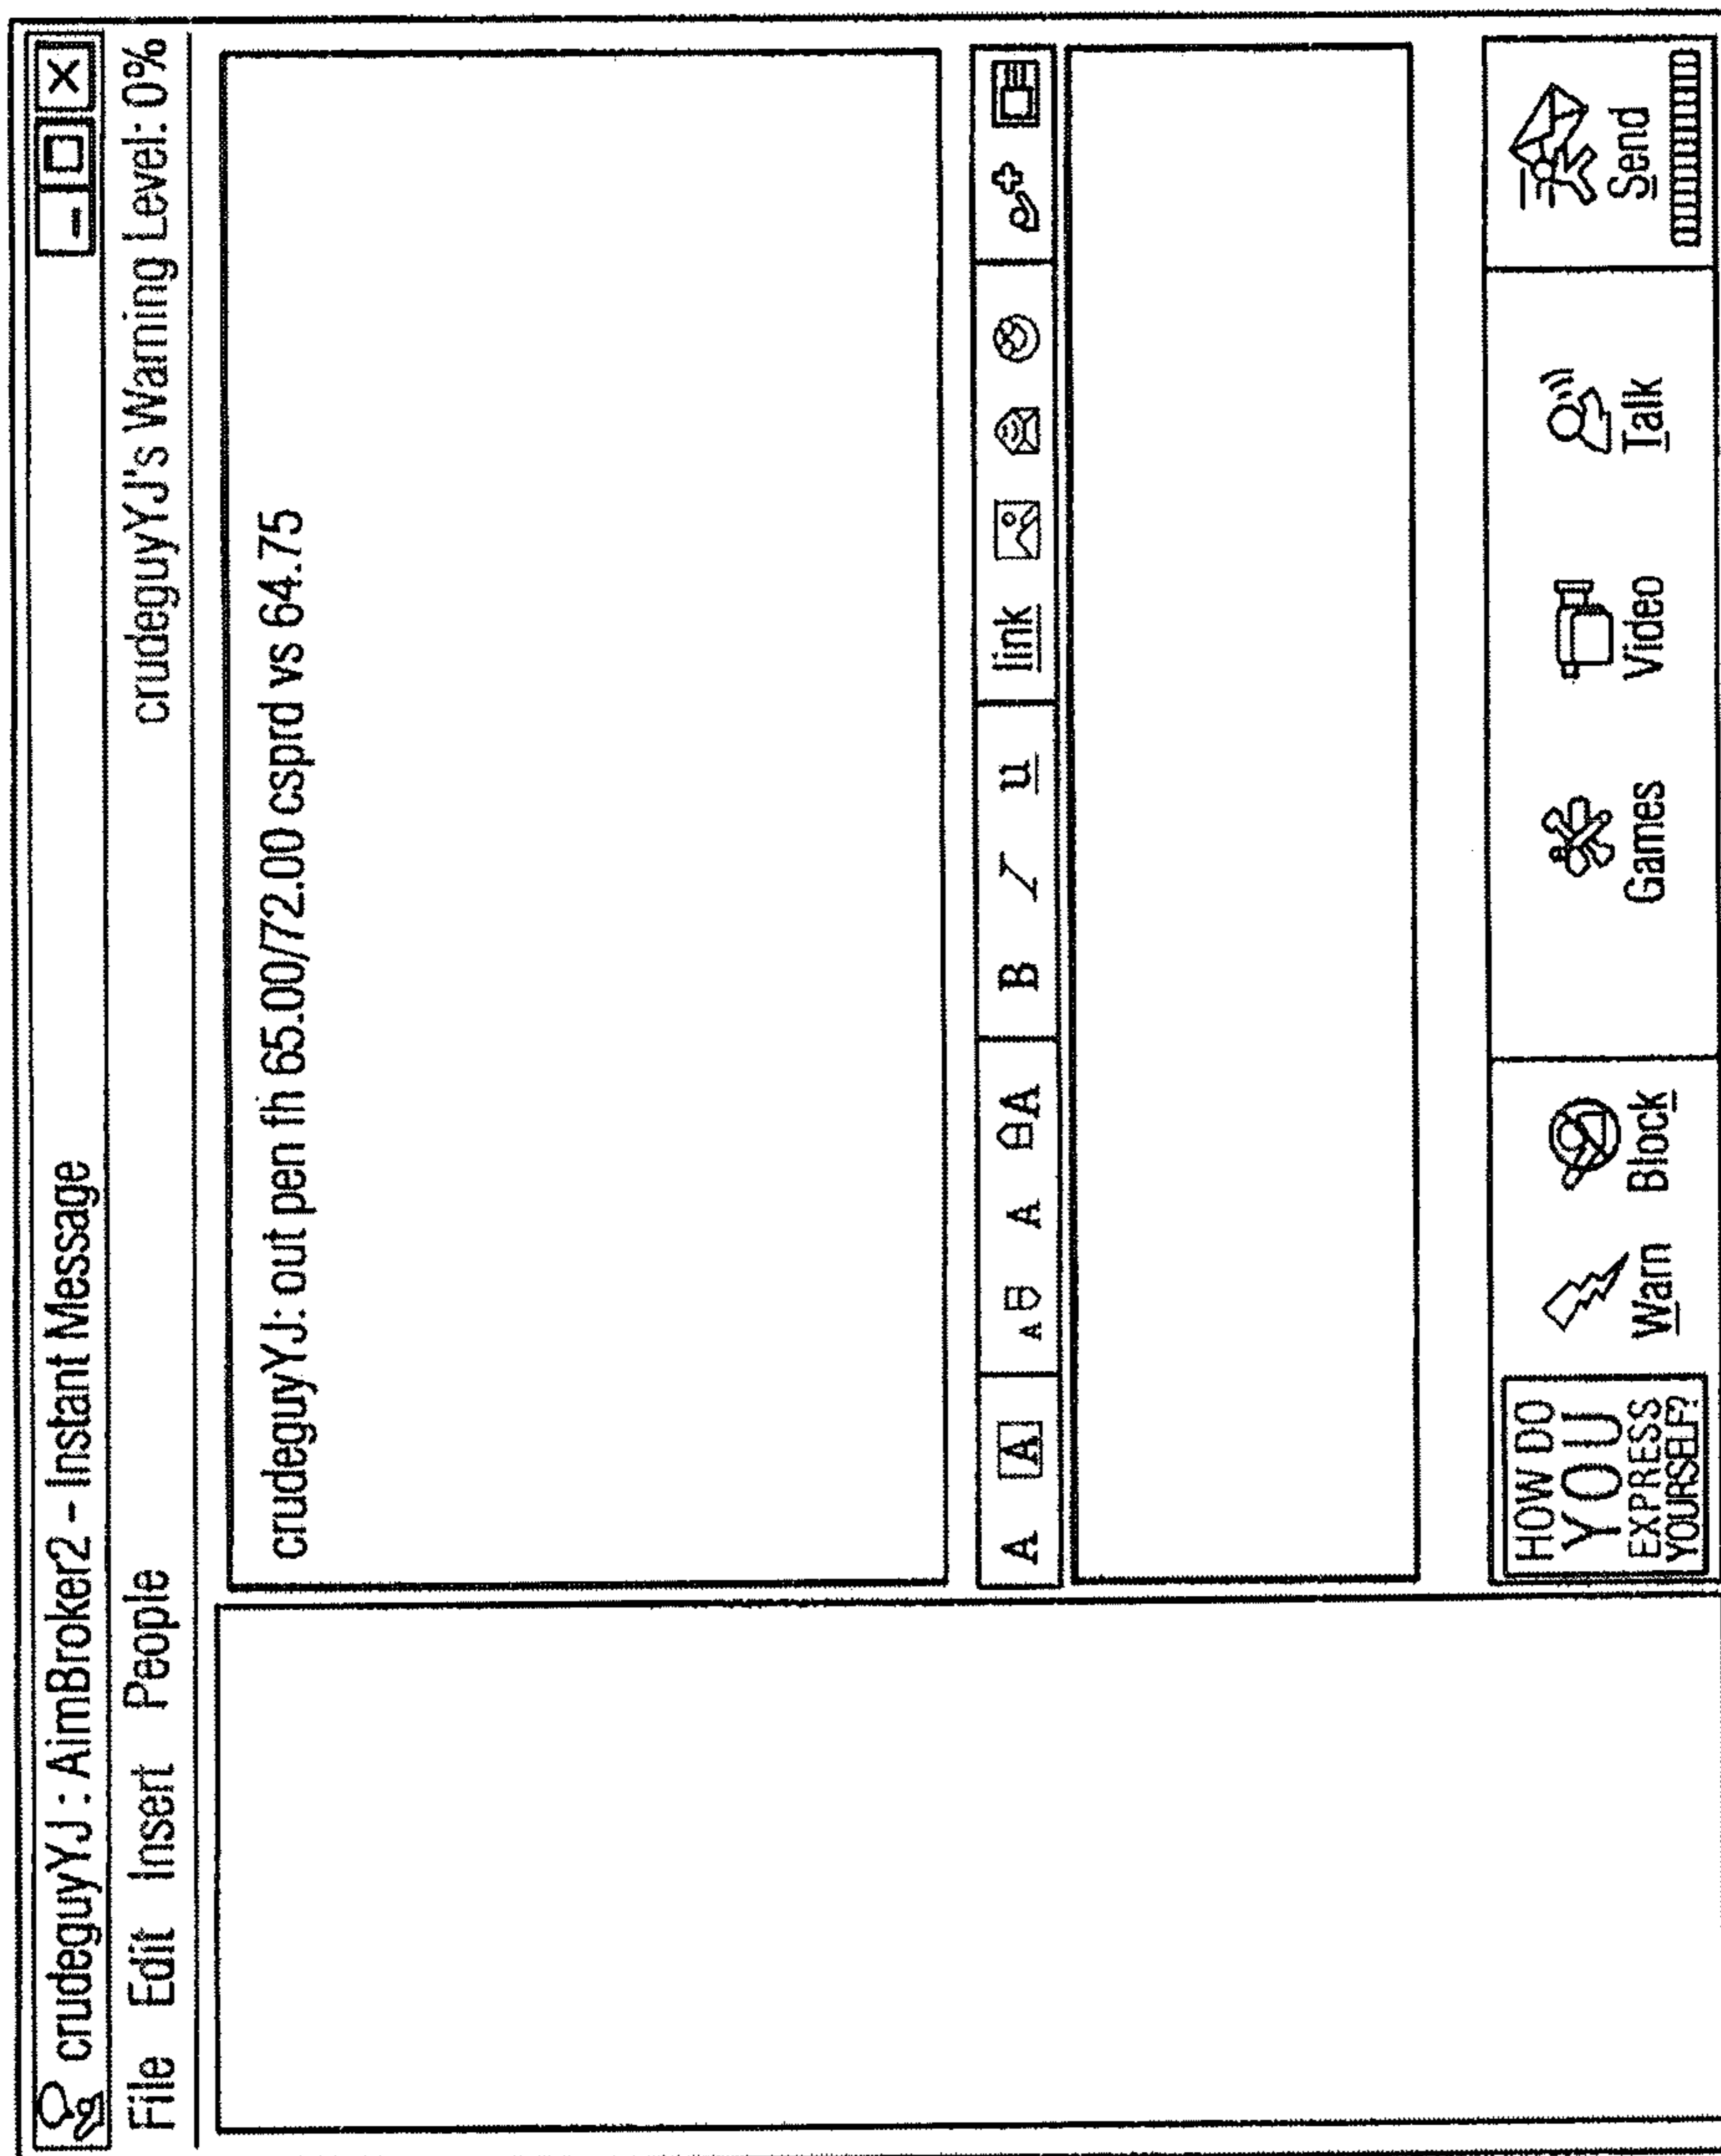 crudeguyYJ : AimBroker2 - Instant Message
File Edit Insert People
crudeguyYJ's Warning Level: 0%
crudeguyYJ: out pen fh 65.00/72.00 csprd vs 64.75
A A A A A B I u link
HOW DO
YOU
EXPRESS
YOURSELF?
Warn
Block
Games
Video
Talk
Send